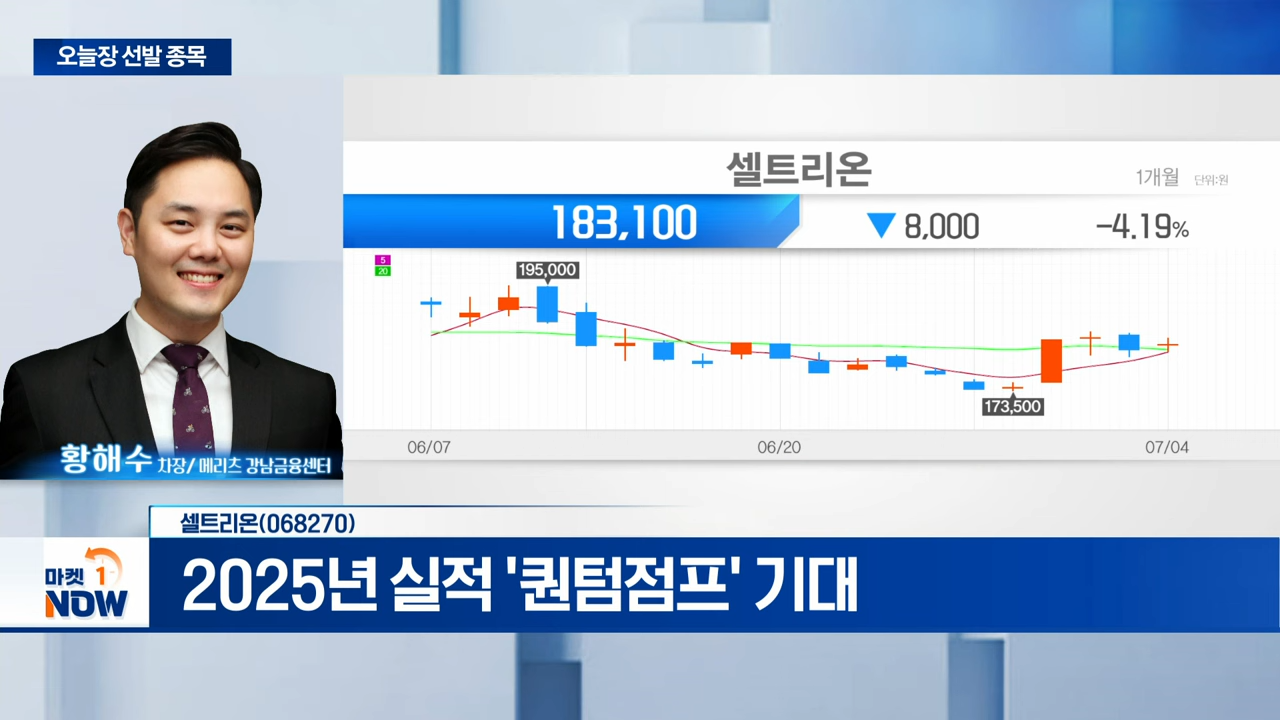 오늘장 선발 종목
셀트리온
1개월 단위:원
183,100 ▼ 8,000 -4.19%
5
20
195,000
173,500
06/07 06/20 07/04
황해수 차장/ 메리츠 강남금융센터
셀트리온(068270)
마켓 1
NOW
2025년 실적 '퀀텀점프' 기대